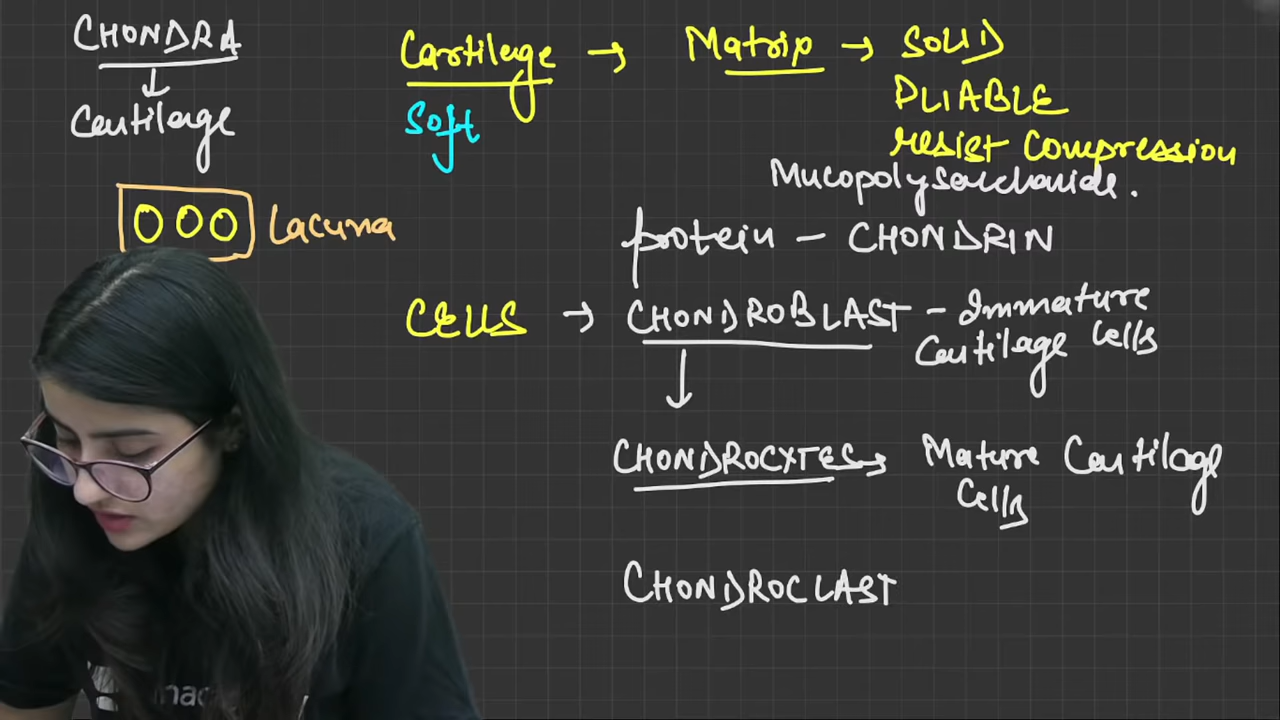 CHONDRA
↓
Cartilage
Cartilage → Matrix → SOLID
Soft
PLIABLE
resist compression
Mucopolysaccharide.
Lacuna
protein – CHONDRIN
CELLS → CHONDROBLAST – Immature
Cartilage Cells
↓
CHONDROCYTES → Mature Cartilage
Cells
CHONDROCLAST